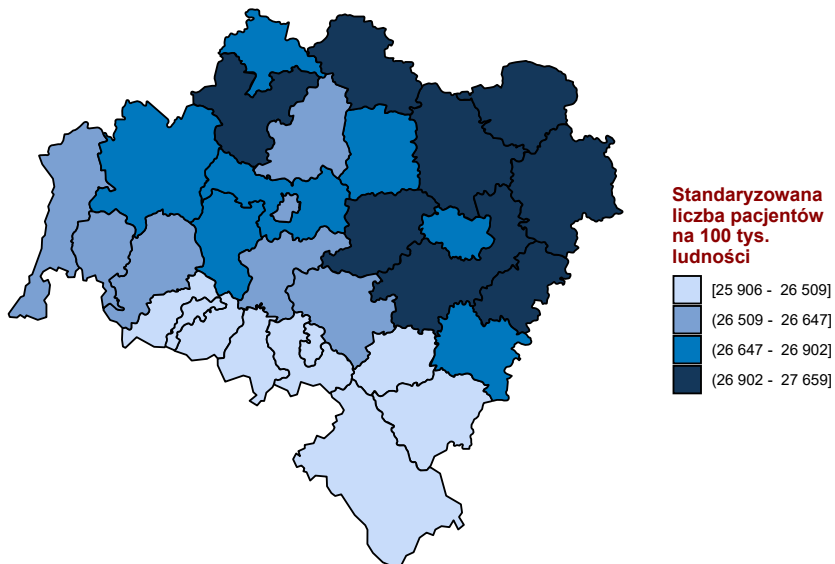 Standaryzowana
liczba pacjentów
na 100 tys.
ludności
[25 906 - 26 509]
(26 509 - 26 647]
(26 647 - 26 902]
(26 902 - 27 659]